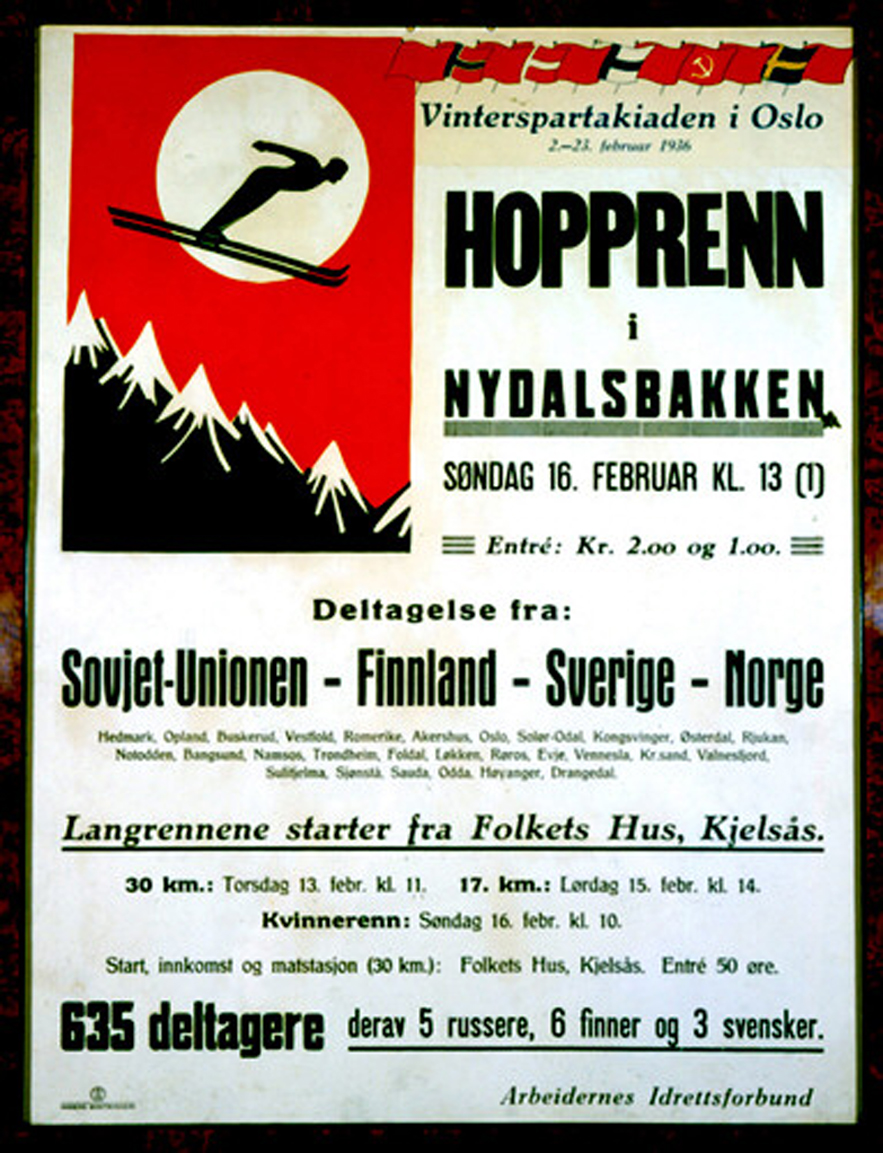 Vinterspartakiaden i Oslo
2.—23. februar 1936
HOPPRENN
i
NYDALSBAKKEN
SØNDAG 16. FEBRUAR KL. 13 (1)
Entré: Kr. 2.00 og 1.00.
Deltagelse fra:
Sovjet-Unionen - Finnland - Sverige - Norge
Hedmark, Opland, Buskerud, Vestfold, Romerike, Akershus, Oslo, Solør-Odal, Kongsvinger, Østerdal, Rjukan,
Notodden, Bangsund, Namsos, Trondheim, Foldal, Løkken, Røros, Evje, Vennesla, Kr.sand, Valnesfjord,
Sulitjelma, Sjønstå, Sauda, Odda, Høyanger, Drangedal.
Langrennene starter fra Folkets Hus, Kjelsås.
30 km.: Torsdag 13. febr. kl. 11. 17. km.: Lørdag 15. febr. kl. 14.
Kvinnerenn: Søndag 16. febr. kl. 10.
Start, innkomst og matstasjon (30 km.): Folkets Hus, Kjelsås. Entré 50 øre.
635 deltagere derav 5 russere, 6 finner og 3 svensker.
Arbeidernes Idrettsforbund